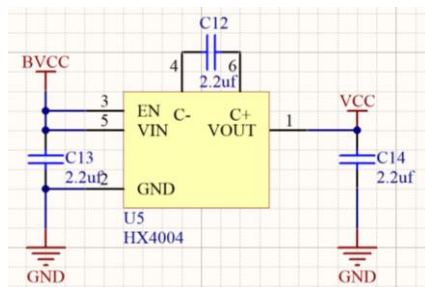 C12
BVCC
4
6
2.2uf
3
EN
C-
C+
VCC
5
VIN
VOUT
1
C13
2.2uf
2
GND
C14
2.2uf
U5
HX4004
GND
GND